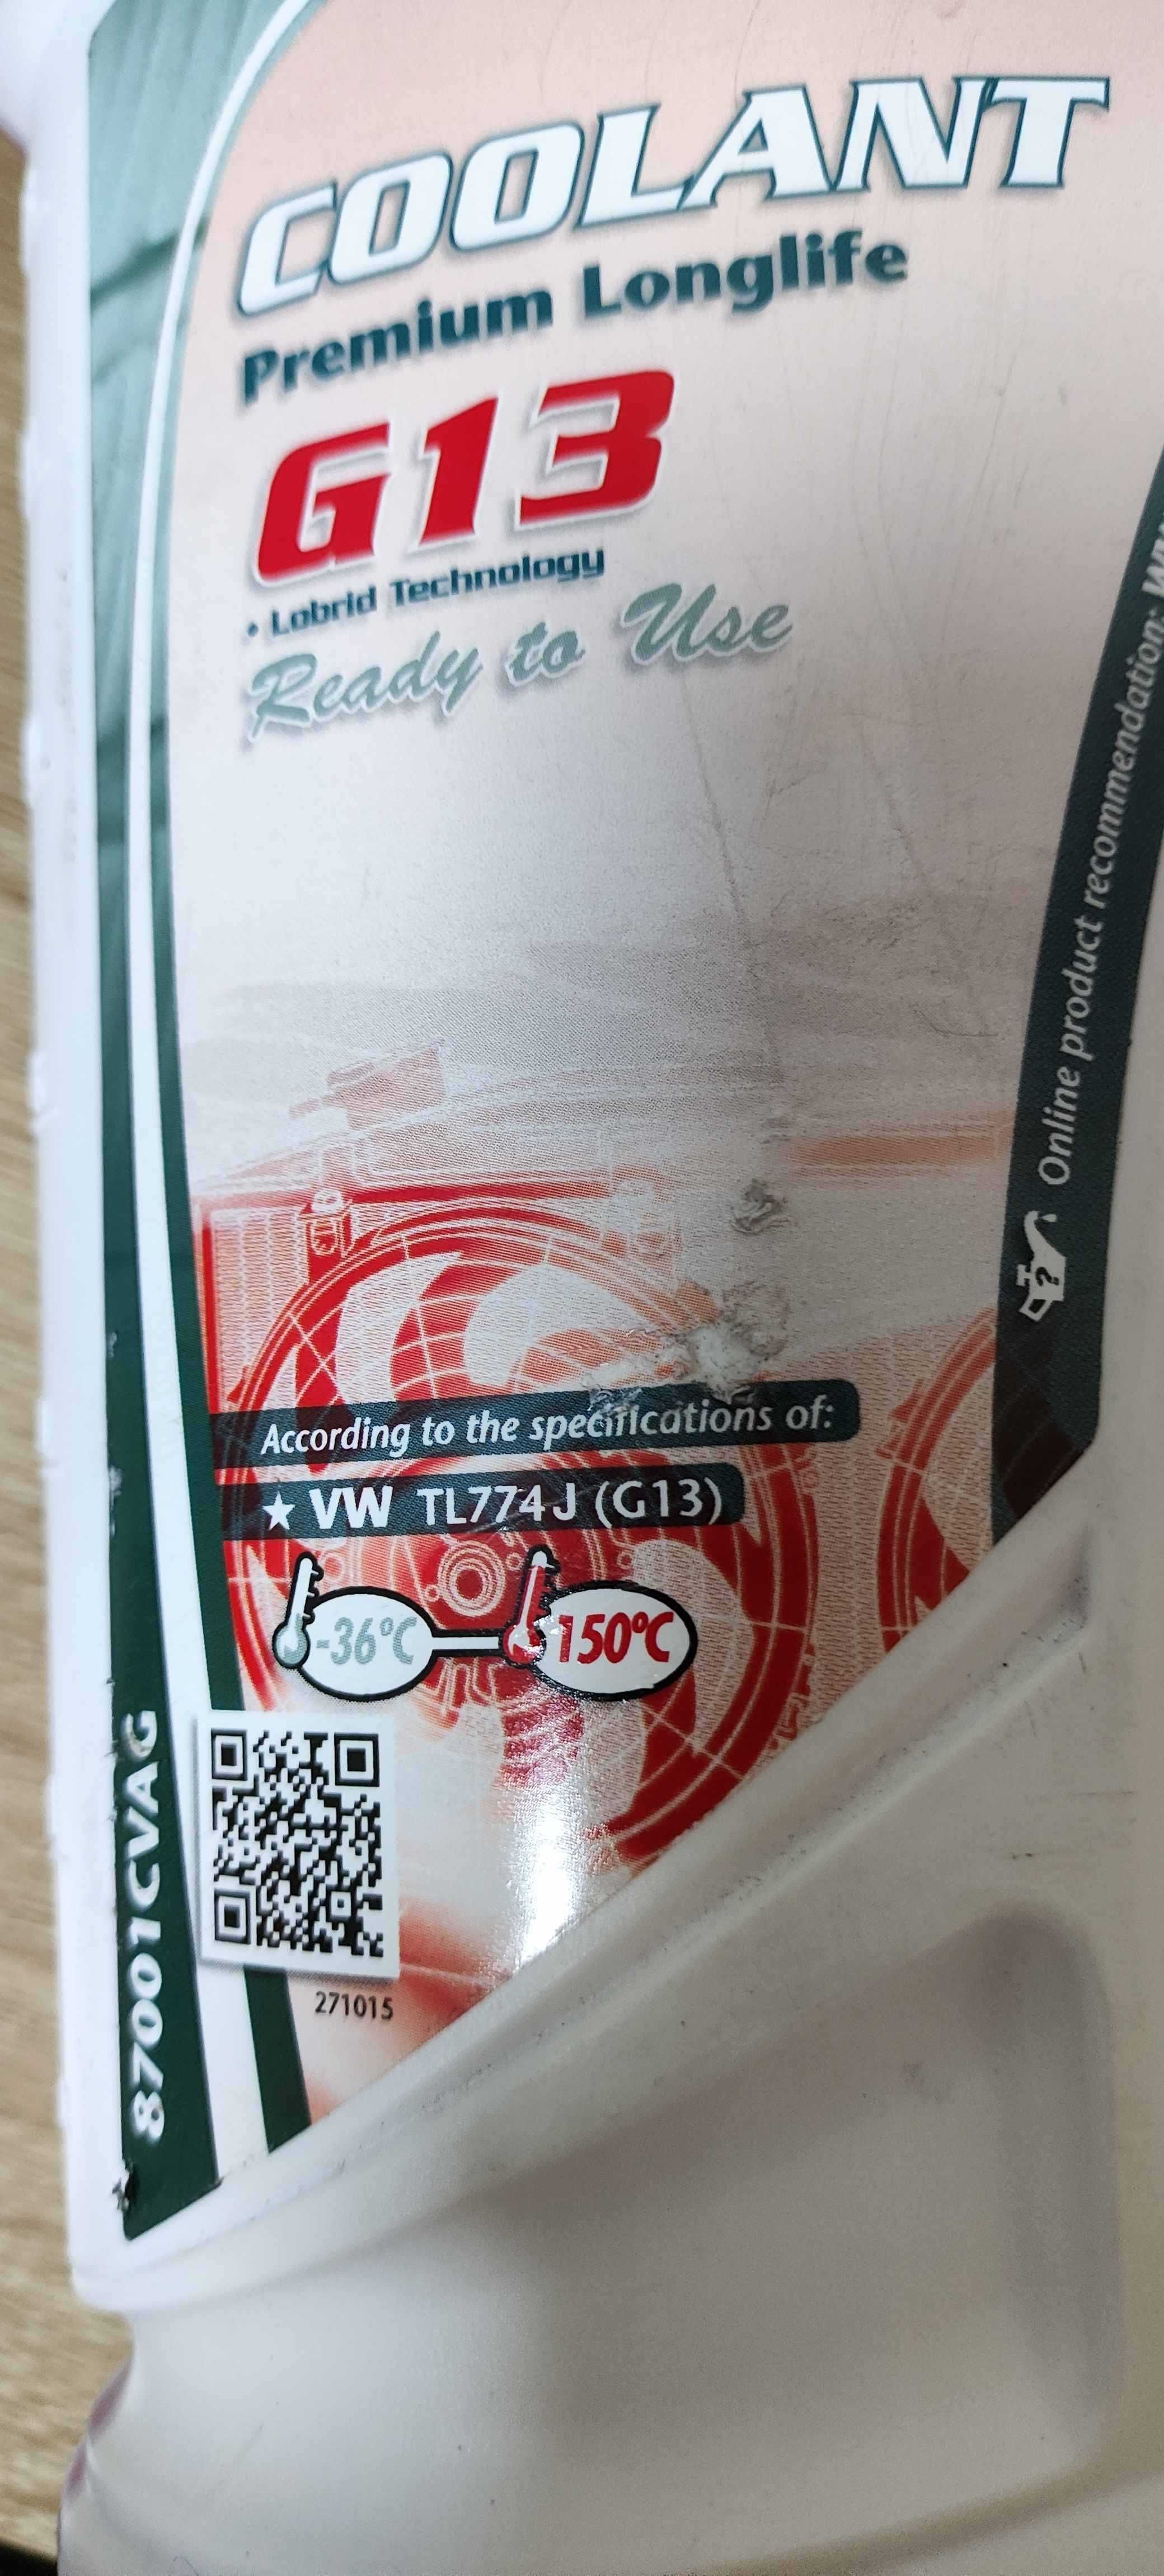 COOLANT
Premium Longlife
G13
• Lobrid Technology
Ready to Use
Online product recommendation:
According to the specifications of:
★ VW TL774J (G13)
-36°C 150°C
87001CVAG
271015